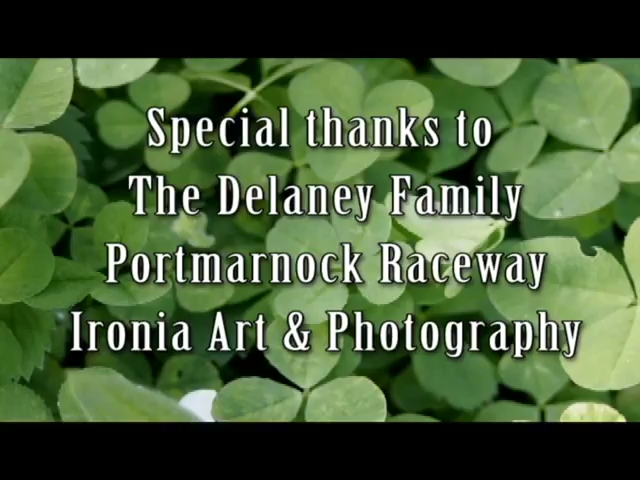 Special thanks to
The Delaney Family
Portmarnock Raceway
Ironia Art & Photography